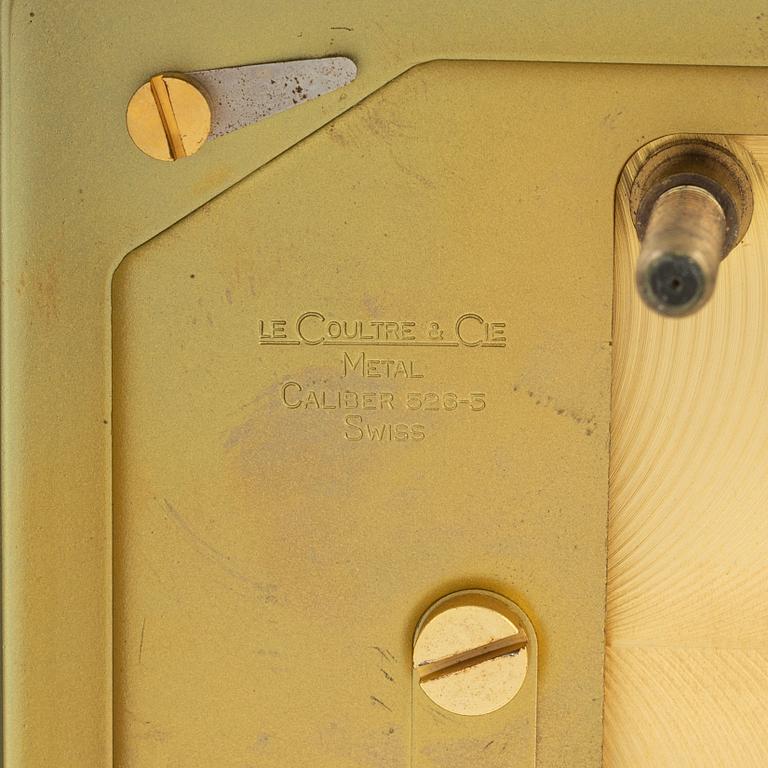 LE COULTRE & CIE
METAL
CALIBER 526-5
SWISS